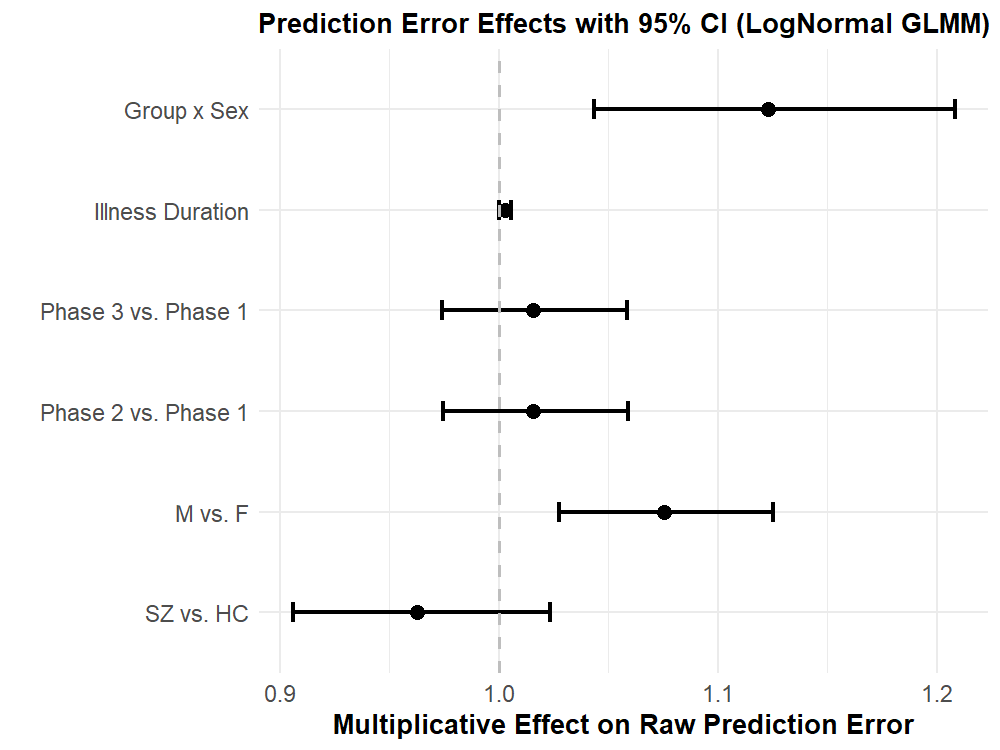 Prediction Error Effects with 95% CI (LogNormal GLMM)
Group x Sex
Illness Duration
Phase 3 vs. Phase 1
Phase 2 vs. Phase 1
M vs. F
SZ vs. HC
0.9 1.0 1.1 1.2
Multiplicative Effect on Raw Prediction Error